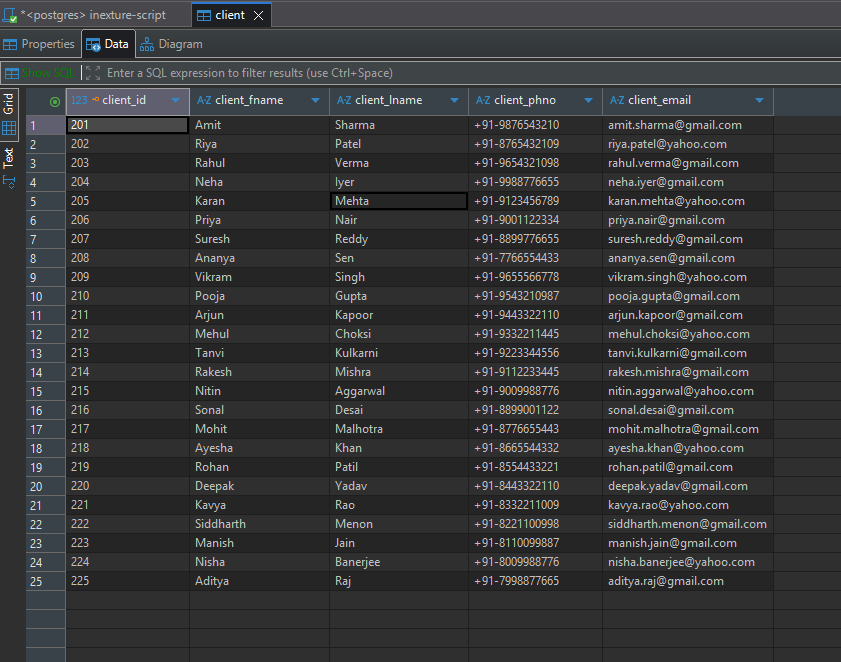 *<postgres> inexture-script client
Properties Data Diagram
Show SQL Enter a SQL expression to filter results (use Ctrl+Space)
Grid
Text
123 client_id A-Z client_fname A-Z client_lname A-Z client_phno A-Z client_email
1 201 Amit Sharma +91-9876543210 amit.sharma@gmail.com
2 202 Riya Patel +91-8765432109 riya.patel@yahoo.com
3 203 Rahul Verma +91-9654321098 rahul.verma@gmail.com
4 204 Neha Iyer +91-9988776655 neha.iyer@gmail.com
5 205 Karan Mehta +91-9123456789 karan.mehta@yahoo.com
6 206 Priya Nair +91-9001122334 priya.nair@gmail.com
7 207 Suresh Reddy +91-8899776655 suresh.reddy@gmail.com
8 208 Ananya Sen +91-7766554433 ananya.sen@gmail.com
9 209 Vikram Singh +91-9655566778 vikram.singh@yahoo.com
10 210 Pooja Gupta +91-9543210987 pooja.gupta@gmail.com
11 211 Arjun Kapoor +91-9443322110 arjun.kapoor@gmail.com
12 212 Mehul Choksi +91-9332211445 mehul.choksi@yahoo.com
13 213 Tanvi Kulkarni +91-9223344556 tanvi.kulkarni@gmail.com
14 214 Rakesh Mishra +91-9112233445 rakesh.mishra@gmail.com
15 215 Nitin Aggarwal +91-9009988776 nitin.aggarwal@yahoo.com
16 216 Sonal Desai +91-8899001122 sonal.desai@gmail.com
17 217 Mohit Malhotra +91-8776655443 mohit.malhotra@gmail.com
18 218 Ayesha Khan +91-8665544332 ayesha.khan@yahoo.com
19 219 Rohan Patil +91-8554433221 rohan.patil@gmail.com
20 220 Deepak Yadav +91-8443322110 deepak.yadav@gmail.com
21 221 Kavya Rao +91-8332211009 kavya.rao@yahoo.com
22 222 Siddharth Menon +91-8221100998 siddharth.menon@gmail.com
23 223 Manish Jain +91-8110099887 manish.jain@gmail.com
24 224 Nisha Banerjee +91-8009988776 nisha.banerjee@yahoo.com
25 225 Aditya Raj +91-7998877665 aditya.raj@gmail.com